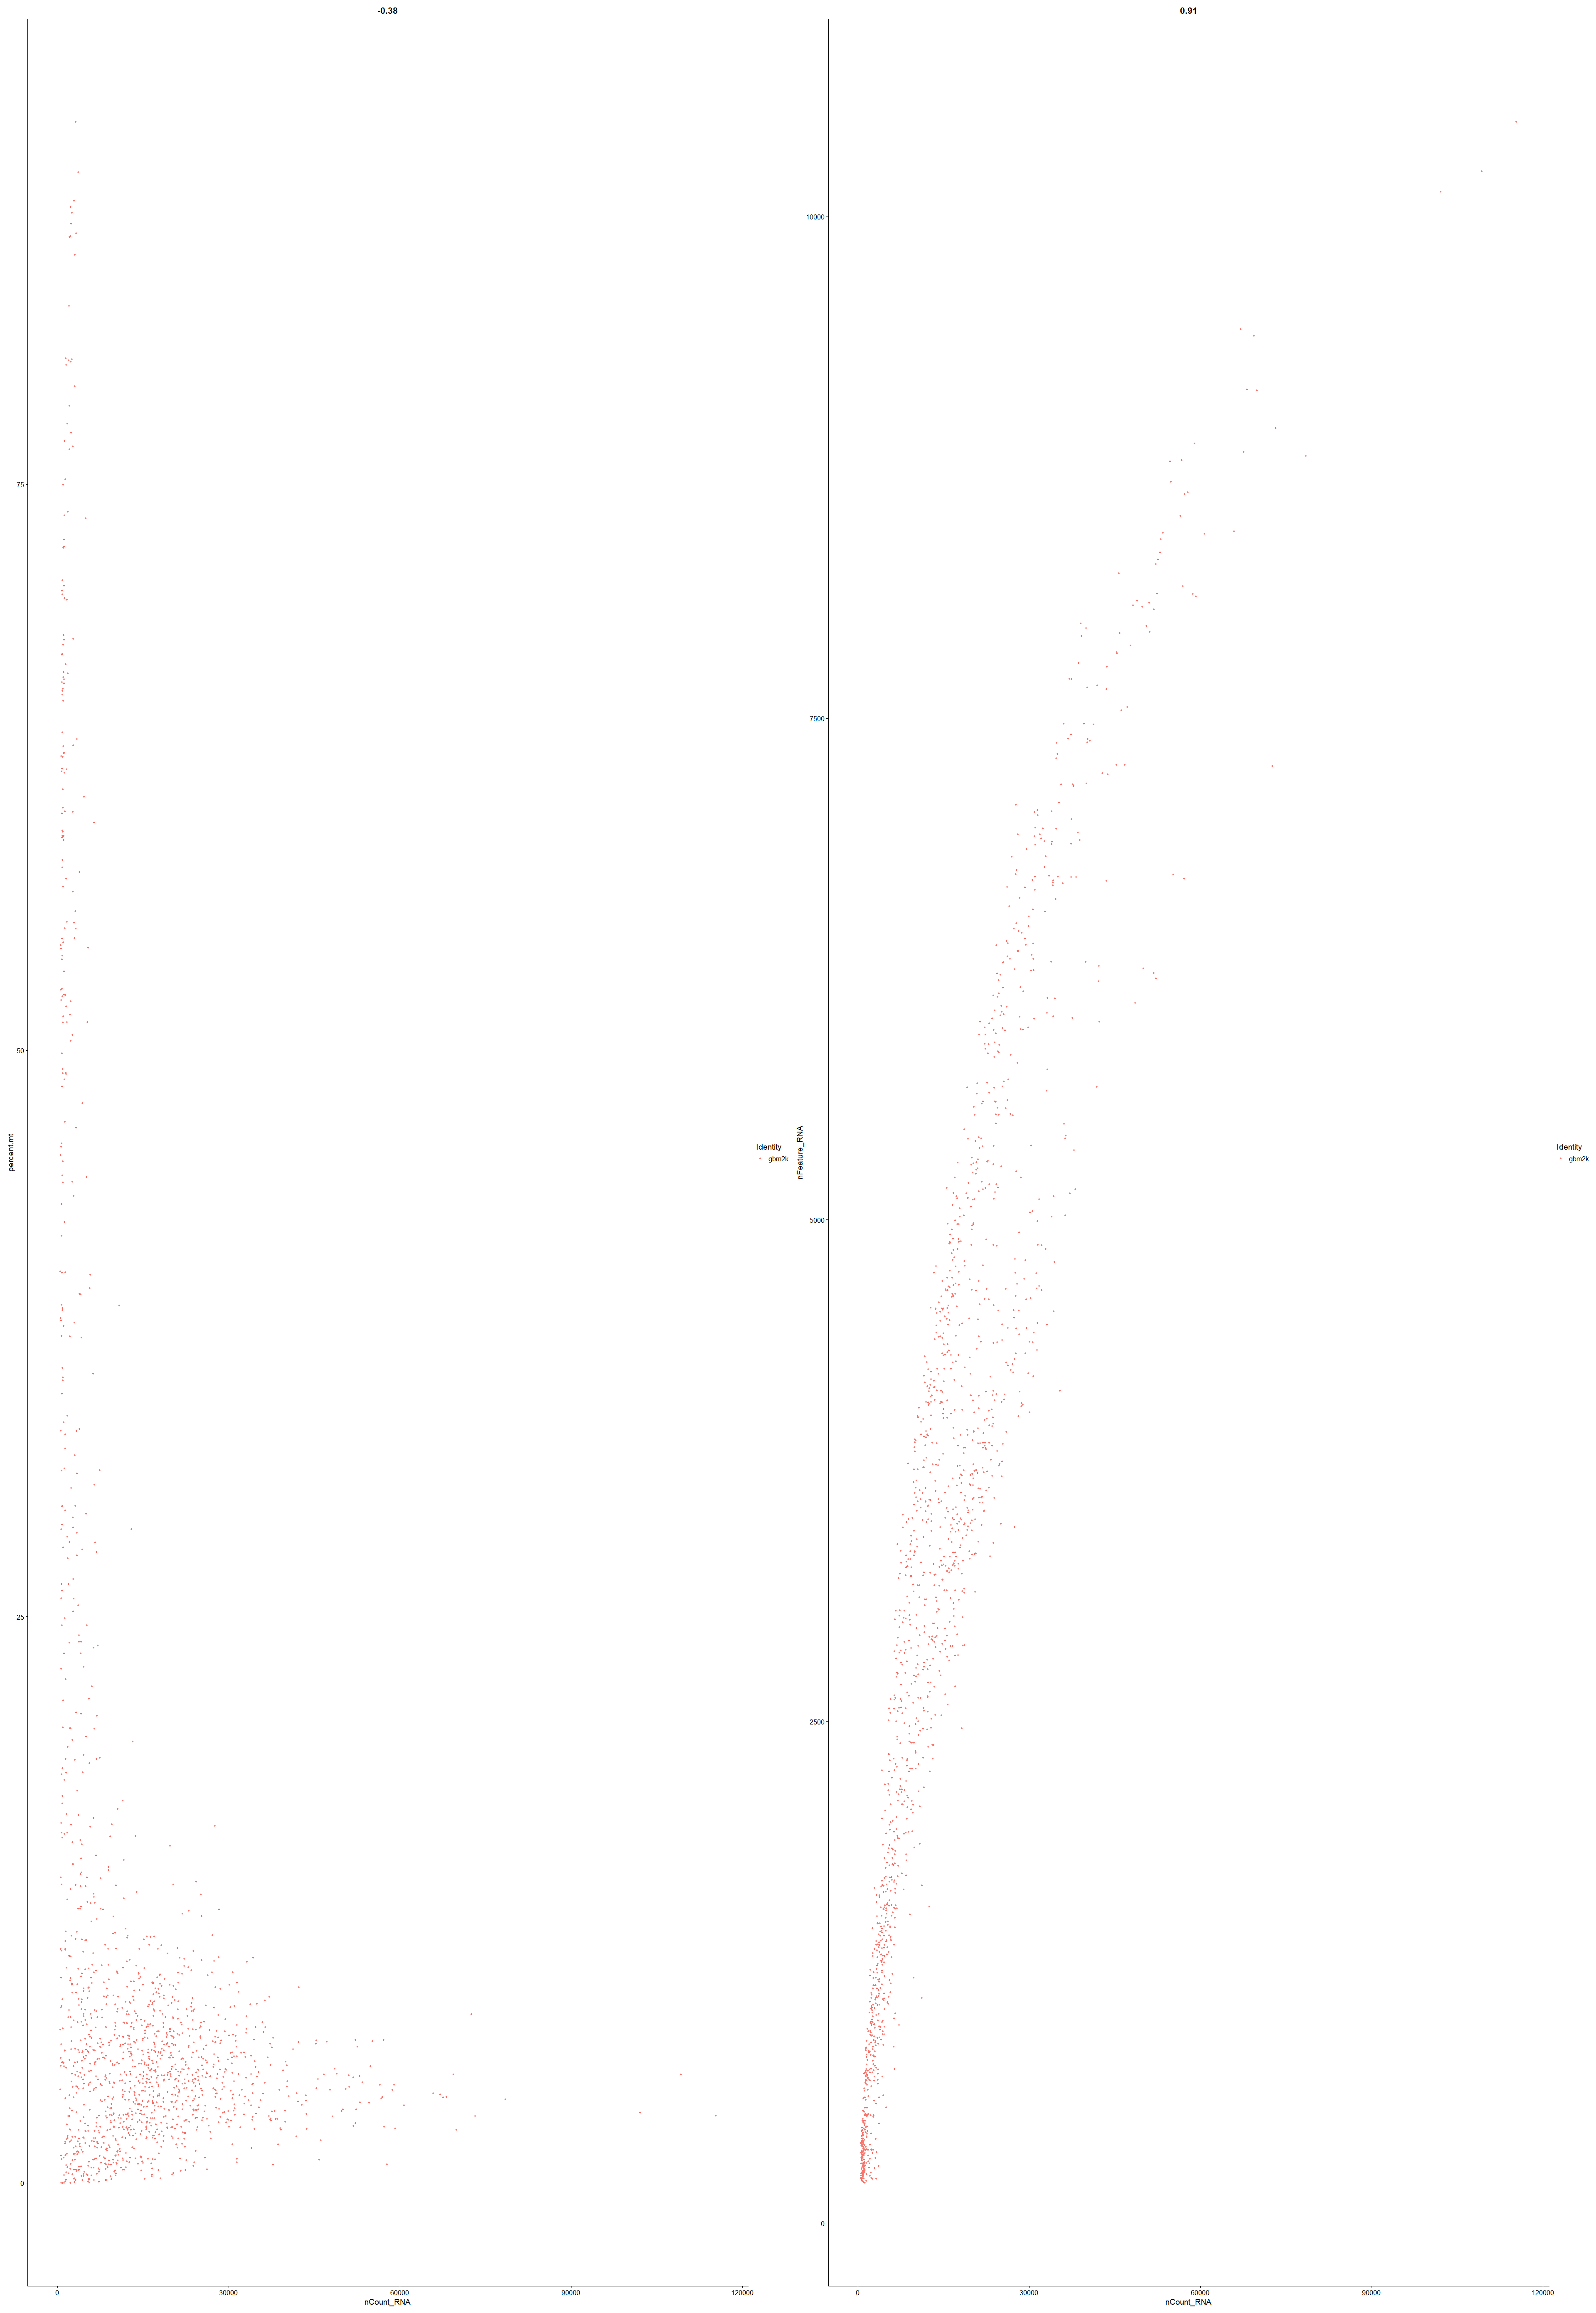 -0.38
percent.mt
75
50
25
0
0 30000 60000 90000 120000
nCount_RNA
Identity
gbm2k
0.91
nFeature_RNA
10000
7500
5000
2500
0
0 30000 60000 90000 120000
nCount_RNA
Identity
gbm2k